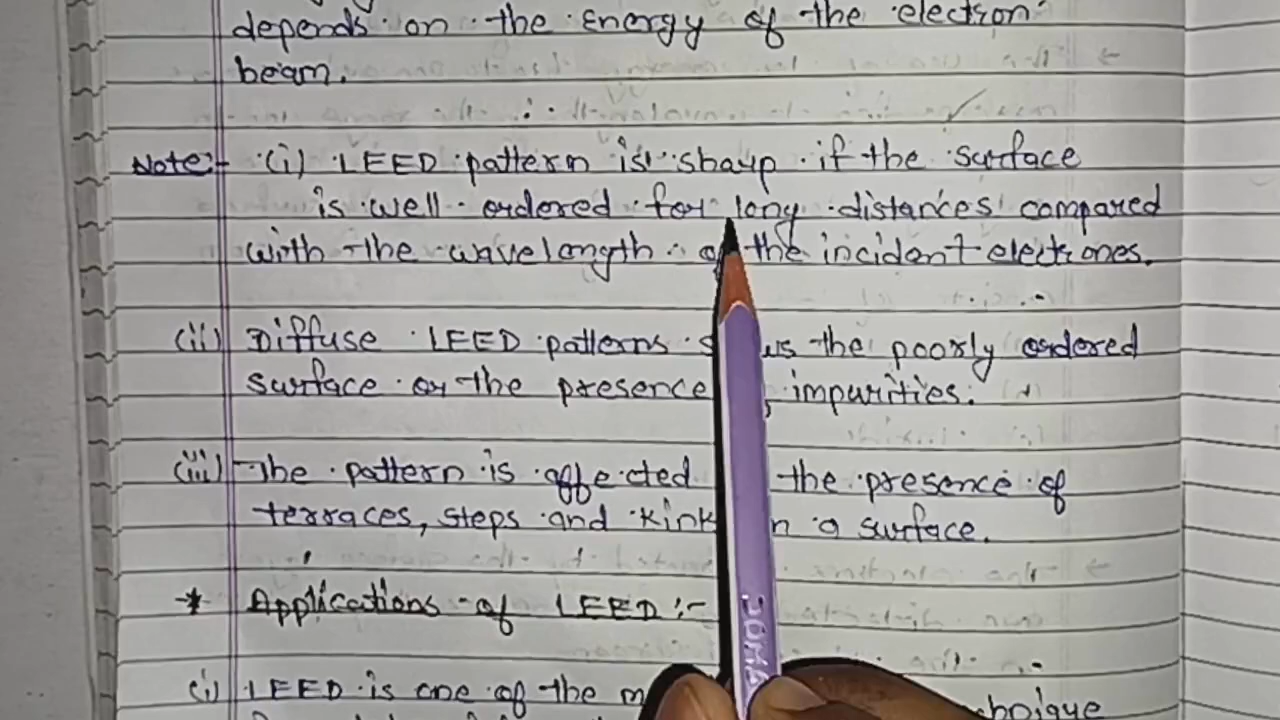 depends on the energy of the electron
beam.
Note:- (i) LEED pattern is sharp if the surface
is well ordered for long distances compared
with the wavelength of the incident electrones.
(ii) Diffuse LEED patterns the poorly ordered
surface or the presence impurities.
(iii) The pattern is affected the presence of
terraces, steps and kink in a surface.
* Applications of LEED :-
(i) LEED is one of the